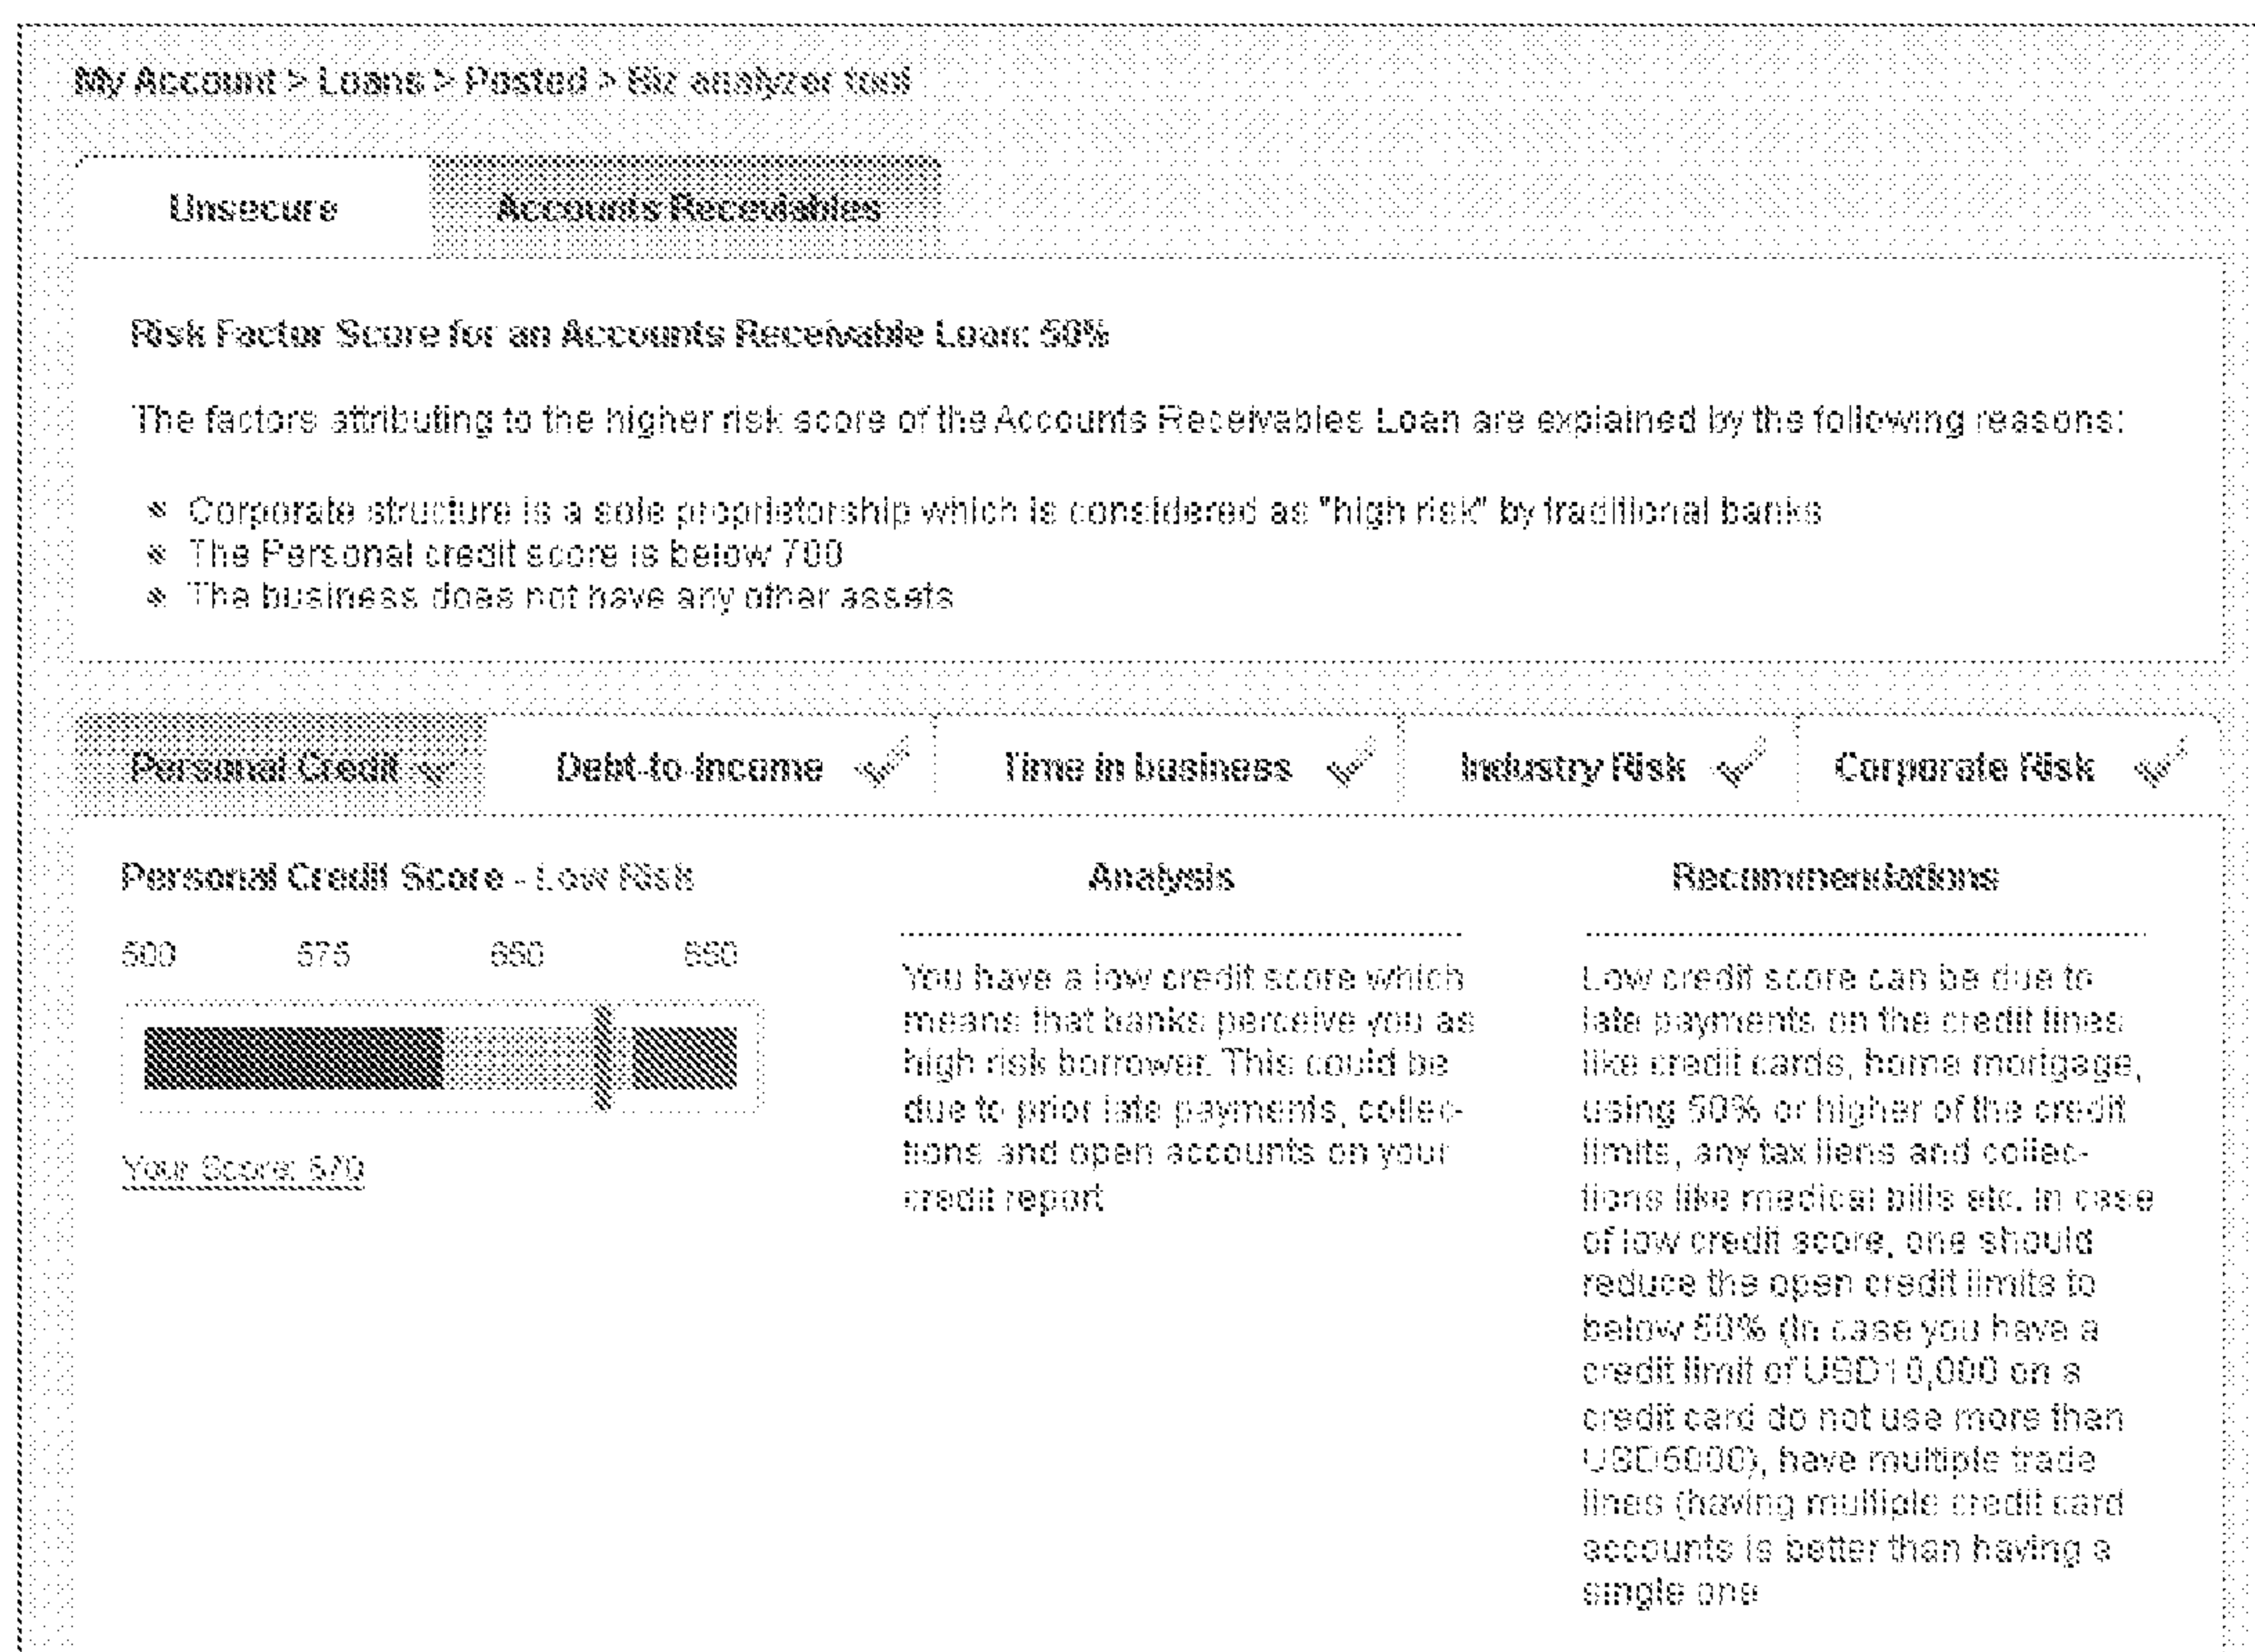 My Account > Loans > Posted > Biz analyzer tool
Unsecure Accounts Receviables
Risk Factor Score for an Accounts Receivable Loan: 50%
The factors attributing to the higher risk score of the Accounts Receivables Loan are explained by the following reasons:
Corporate structure is a sole proprietorship which is considered as "high risk" by traditional banks
The Personal credit score is below 700
The business does not have any other assets
Personal Credit Debt-to-Income Time in business Industry Risk Corporate Risk
Personal Credit Score - Low Risk
500 575 650
Your Score:
Analysis
You have a low credit score which
means that banks perceive you as
high risk borrower. This could be
due to prior late payments, collec-
tions and open accounts on your
credit report
Recommendations
Low credit score can be due to
late payments on the credit lines
like credit cards, home mortgage,
using 50% or higher of the credit
limits, any tax liens and collec-
tions like medical bills etc. In case
of low credit score, one should
reduce the open credit limits to
below 50% (In case you have a
credit limit of USD10,000 on a
credit card do not use more than
have multiple trade
lines (having multiple credit card
accounts is better than having a
single one